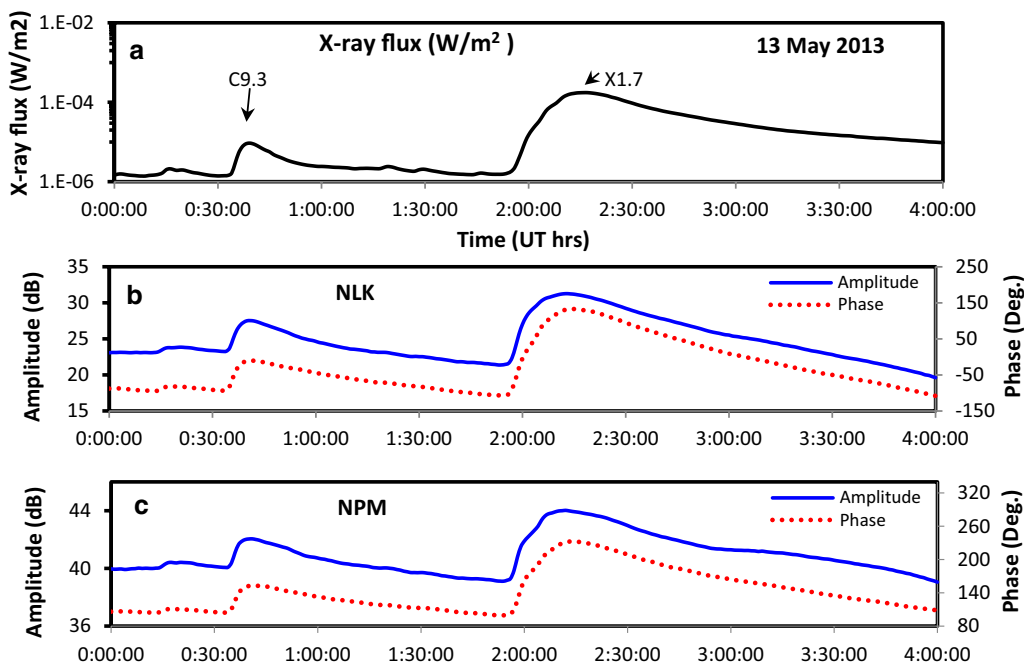 1.E-02
1.E-04
1.E-06
X-ray flux (W/m2)
a
X-ray flux (W/m² )
13 May 2013
C9.3
X1.7
0:00:00 0:30:00 1:00:00 1:30:00 2:00:00 2:30:00 3:00:00 3:30:00 4:00:00
Time (UT hrs)
35
30
25
20
15
Amplitude (dB)
b
NLK
Amplitude
Phase
250
150
50
-50
-150
Phase (Deg.)
0:00:00 0:30:00 1:00:00 1:30:00 2:00:00 2:30:00 3:00:00 3:30:00 4:00:00
44
40
36
Amplitude (dB)
c
NPM
Amplitude
Phase
320
260
200
140
80
Phase (Deg.)
0:00:00 0:30:00 1:00:00 1:30:00 2:00:00 2:30:00 3:00:00 3:30:00 4:00:00